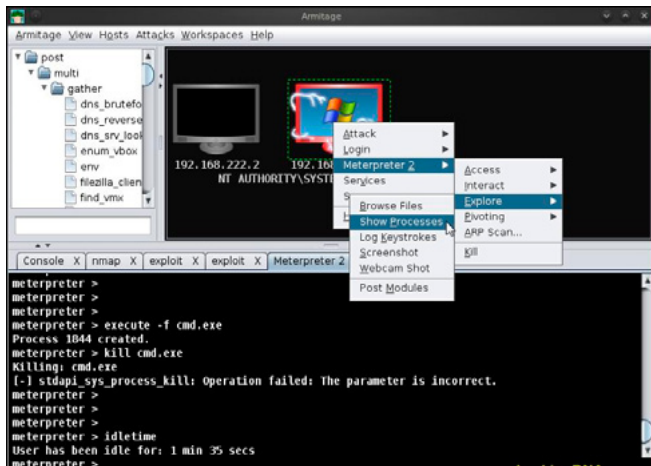 Armitage
Armitage View Hosts Attacks Workspaces Help
post
multi
gather
dns_brutefo
dns_reverse
dns_srv_look
enum_vbox
env
filezilla_clien
find_vmx
192.168.222.2
192.168
NT AUTHORITY\SYSTE
Attack
Login
Meterpreter 2
Services
S
H
Access
Interact
Explore
Pivoting
ARP Scan...
Kill
Browse Files
Show Processes
Log Keystrokes
Screenshot
Webcam Shot
Post Modules
Console X nmap X exploit X exploit X Meterpreter 2
meterpreter >
meterpreter >
meterpreter >
meterpreter > execute -f cmd.exe
Process 1844 created.
meterpreter > kill cmd.exe
Killing: cmd.exe
[-] stdapi_sys_process_kill: Operation failed: The parameter is incorrect.
meterpreter >
meterpreter >
meterpreter > idletime
User has been idle for: 1 min 35 secs
meterpreter >